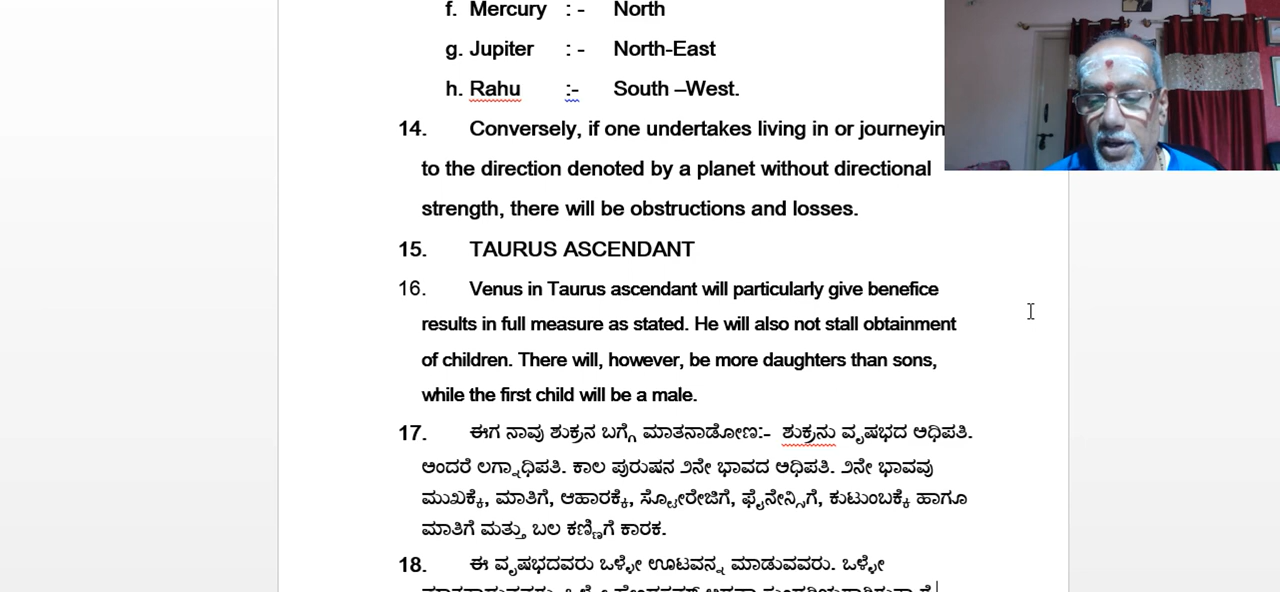 f. Mercury : - North
g. Jupiter : - North-East
h. Rahu :- South –West.
14. Conversely, if one undertakes living in or journeyin
to the direction denoted by a planet without directional
strength, there will be obstructions and losses.
15. TAURUS ASCENDANT
16. Venus in Taurus ascendant will particularly give benefice
results in full measure as stated. He will also not stall obtainment
of children. There will, however, be more daughters than sons,
while the first child will be a male.
17. ಈಗ ನಾವು ಶುಕ್ರನ ಬಗ್ಗೆ ಮಾತನಾಡೋಣ:- ಶುಕ್ರನು ವೃಷಭದ ಅಧಿಪತಿ.
ಅಂದರೆ ಲಗ್ನಾಧಿಪತಿ. ಕಾಲ ಪುರುಷನ ೨ನೇ ಭಾವದ ಅಧಿಪತಿ. ೨ನೇ ಭಾವವು
ಮುಖಕ್ಕೆ, ಮಾತಿಗೆ, ಆಹಾರಕ್ಕೆ, ಸ್ಟೋರೇಜಿಗೆ, ಫೈನೇನ್ಸಿಗೆ, ಕುಟುಂಬಕ್ಕೆ ಹಾಗೂ
ಮಾತಿಗೆ ಮತ್ತು ಬಲ ಕಣ್ಣಿಗೆ ಕಾರಕ.
18. ಈ ವೃಷಭದವರು ಒಳ್ಳೇ ಊಟವನ್ನ ಮಾಡುವವರು. ಒಳ್ಳೇ